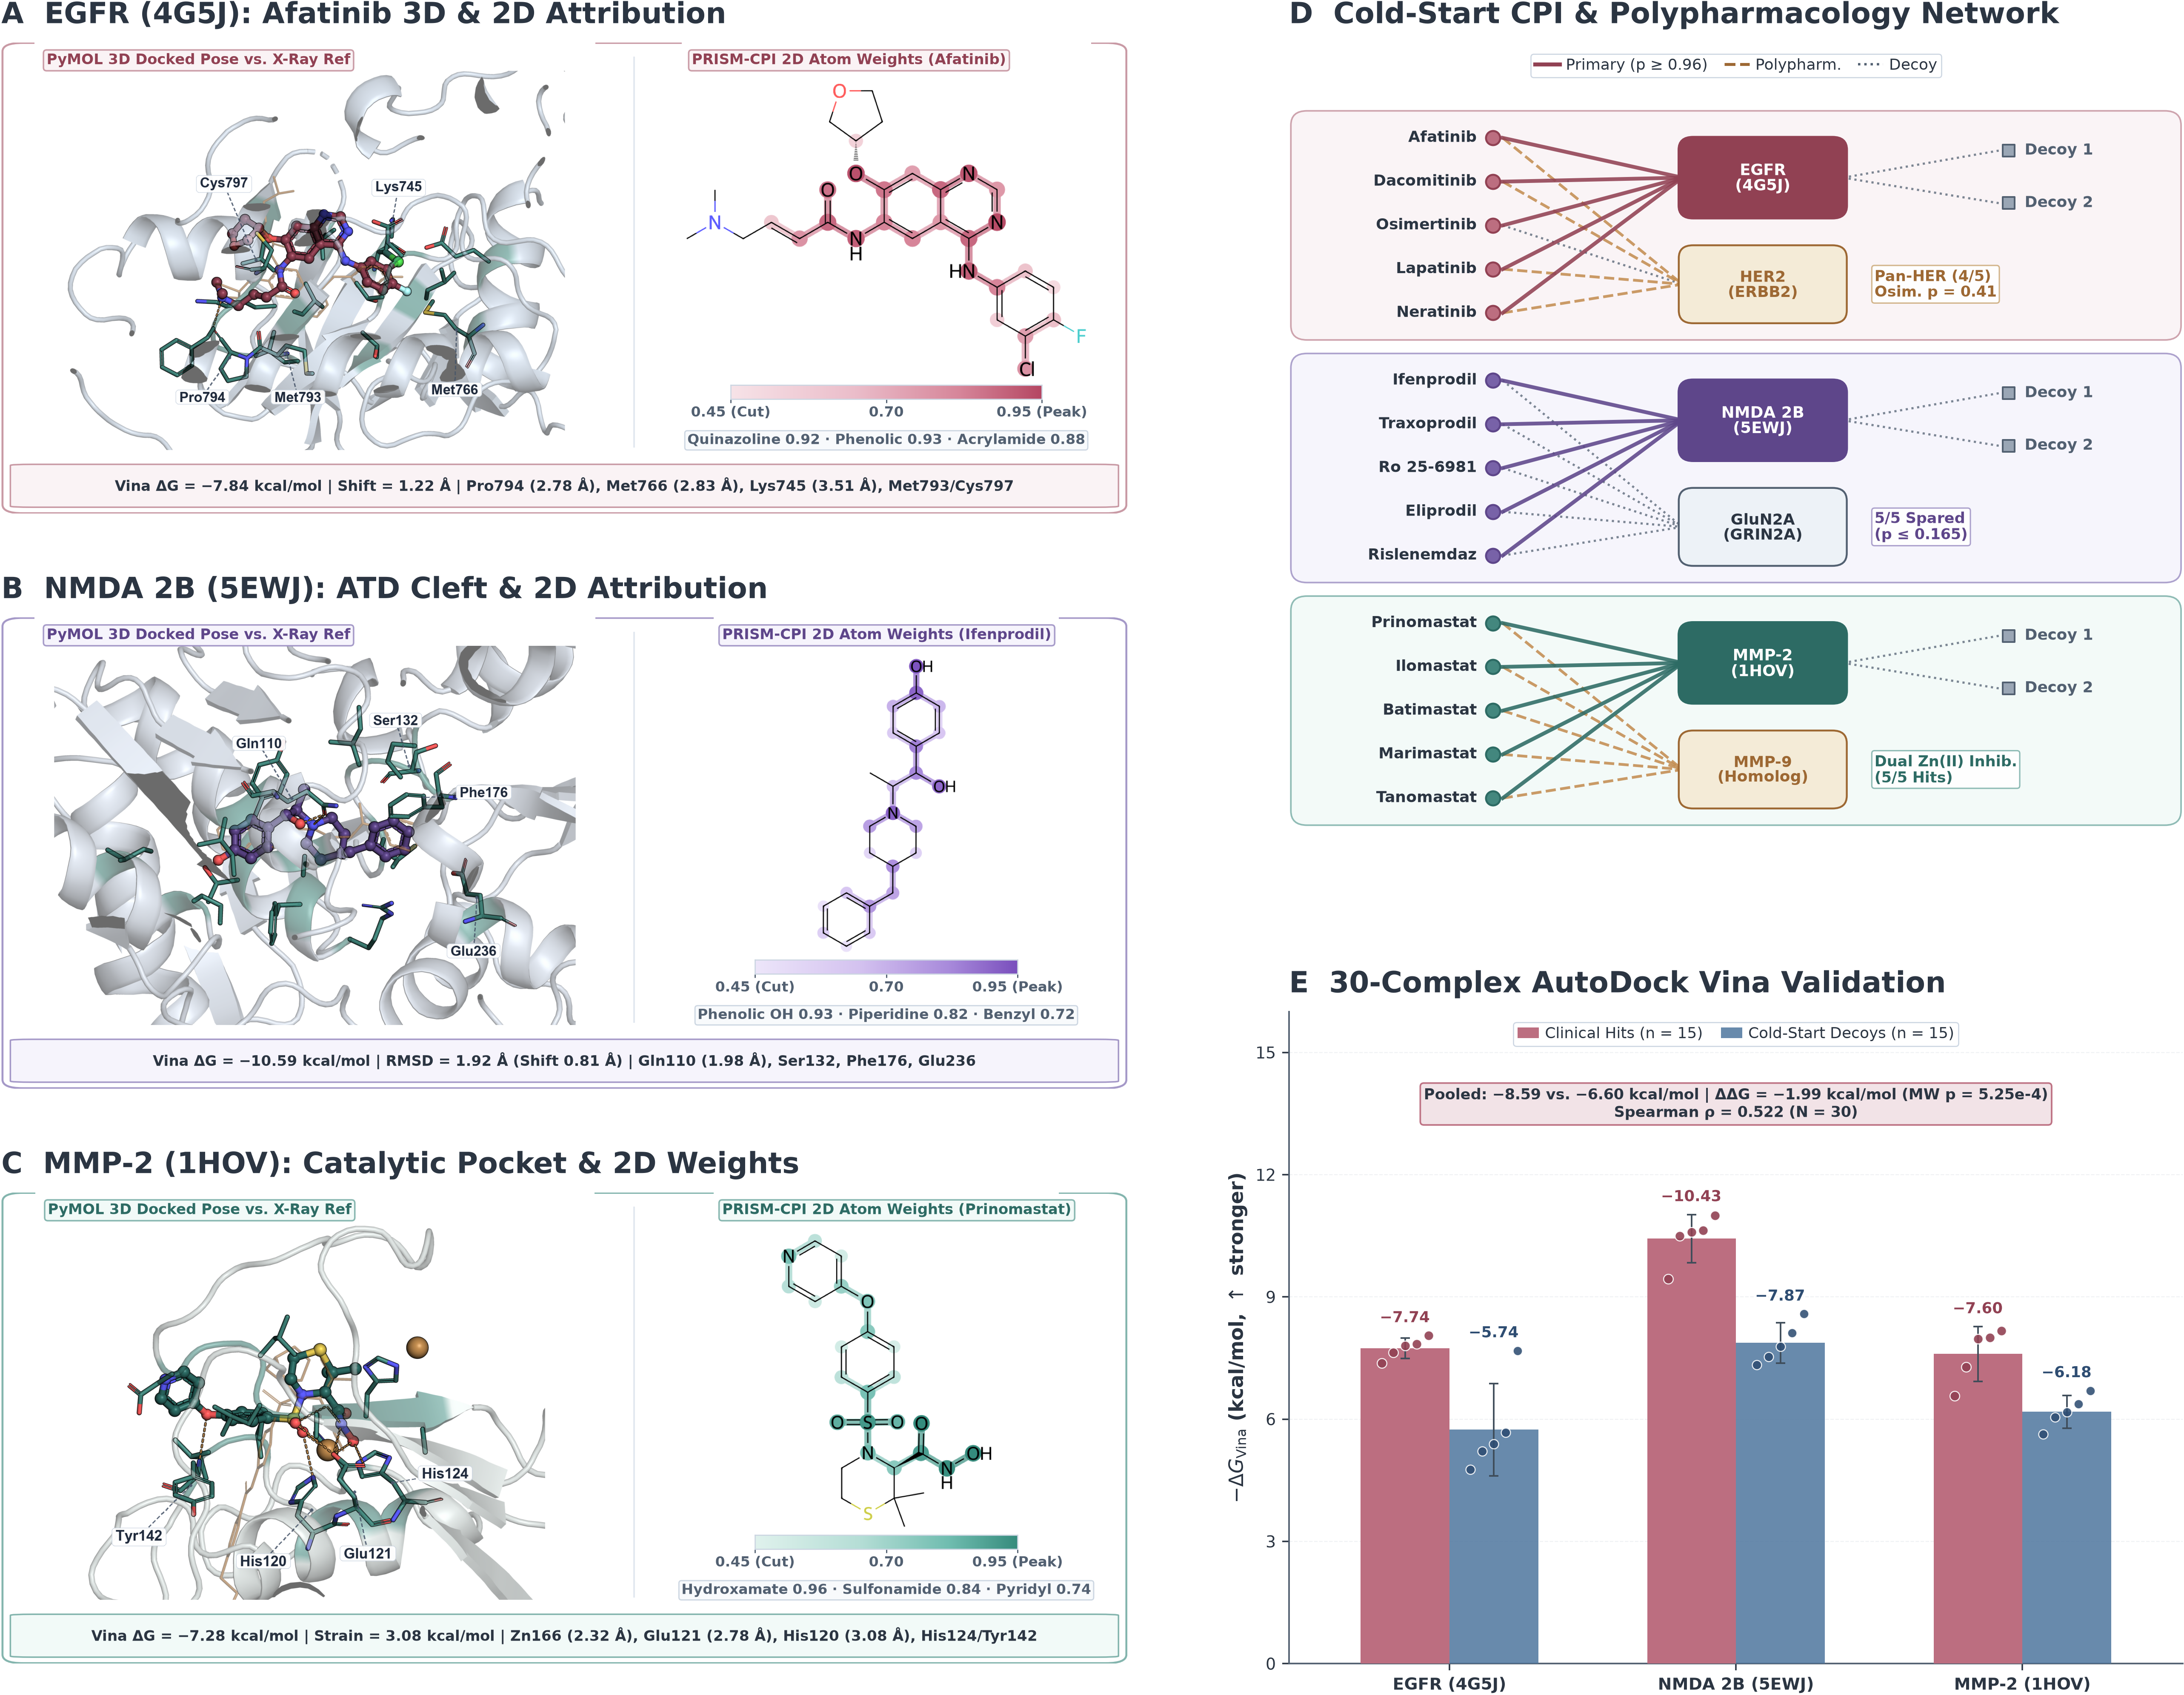 A EGFR (4G5J): Afatinib 3D & 2D Attribution
PyMOL 3D Docked Pose vs. X-Ray Ref
PRISM-CPI 2D Atom Weights (Afatinib)
Cys797
Lys745
Pro794
Met793
Met766
O
O
O
N
N
N
N
H
HN
F
Cl
0.45 (Cut)
0.70
0.95 (Peak)
Quinazoline 0.92 · Phenolic 0.93 · Acrylamide 0.88
Vina ΔG = −7.84 kcal/mol | Shift = 1.22 Å | Pro794 (2.78 Å), Met766 (2.83 Å), Lys745 (3.51 Å), Met793/Cys797
B NMDA 2B (5EWJ): ATD Cleft & 2D Attribution
PyMOL 3D Docked Pose vs. X-Ray Ref
PRISM-CPI 2D Atom Weights (Ifenprodil)
Ser132
Gln110
Phe176
Glu236
OH
OH
N
0.45 (Cut)
0.70
0.95 (Peak)
Phenolic OH 0.93 · Piperidine 0.82 · Benzyl 0.72
Vina ΔG = −10.59 kcal/mol | RMSD = 1.92 Å (Shift 0.81 Å) | Gln110 (1.98 Å), Ser132, Phe176, Glu236
C MMP-2 (1HOV): Catalytic Pocket & 2D Weights
PyMOL 3D Docked Pose vs. X-Ray Ref
PRISM-CPI 2D Atom Weights (Prinomastat)
His124
Tyr142
His120
Glu121
N
O
O
S
O
O
N
N
H
OH
S
0.45 (Cut)
0.70
0.95 (Peak)
Hydroxamate 0.96 · Sulfonamide 0.84 · Pyridyl 0.74
Vina ΔG = −7.28 kcal/mol | Strain = 3.08 kcal/mol | Zn166 (2.32 Å), Glu121 (2.78 Å), His120 (3.08 Å), His124/Tyr142
D Cold-Start CPI & Polypharmacology Network
Primary (p ≥ 0.96)
Polypharm.
Decoy
Afatinib
Dacomitinib
Osimertinib
Lapatinib
Neratinib
EGFR
(4G5J)
HER2
(ERBB2)
Decoy 1
Decoy 2
Pan-HER (4/5)
Osim. p = 0.41
Ifenprodil
Traxoprodil
Ro 25-6981
Eliprodil
Rislenemdaz
NMDA 2B
(5EWJ)
GluN2A
(GRIN2A)
Decoy 1
Decoy 2
5/5 Spared
(p ≤ 0.165)
Prinomastat
Ilomastat
Batimastat
Marimastat
Tanomastat
MMP-2
(1HOV)
MMP-9
(Homolog)
Decoy 1
Decoy 2
Dual Zn(II) Inhib.
(5/5 Hits)
E 30-Complex AutoDock Vina Validation
Clinical Hits (n = 15)
Cold-Start Decoys (n = 15)
Pooled: −8.59 vs. −6.60 kcal/mol | ΔΔG = −1.99 kcal/mol (MW p = 5.25e-4)
Spearman ρ = 0.522 (N = 30)
−ΔG_Vina (kcal/mol, ↑ stronger)
15
12
9
6
3
0
−7.74
−5.74
−10.43
−7.87
−7.60
−6.18
EGFR (4G5J)
NMDA 2B (5EWJ)
MMP-2 (1HOV)